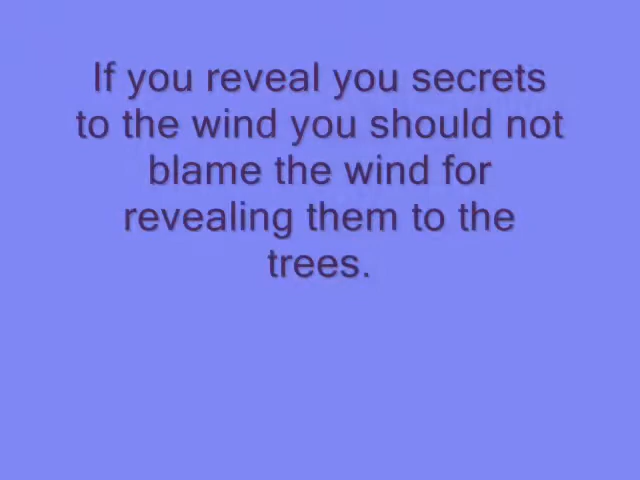 If you reveal you secrets
to the wind you should not
blame the wind for
revealing them to the
trees.